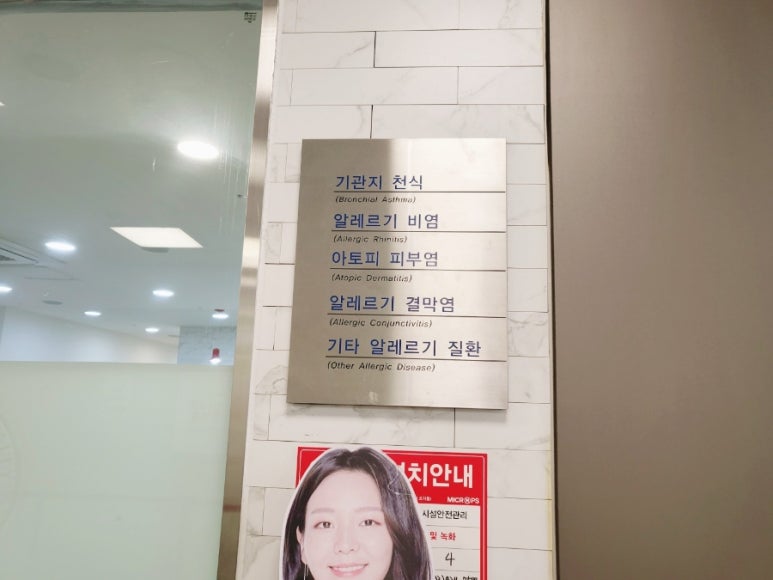 기관지 천식
(Bronchial Asthma)
알레르기 비염
(Allergic Rhinitis)
아토피 피부염
(Atopic Dermatitis)
알레르기 결막염
(Allergic Conjunctivitis)
기타 알레르기 질환
(Other Allergic Disease)
치안내
MICROPS
시설안전관리
및 녹화
4